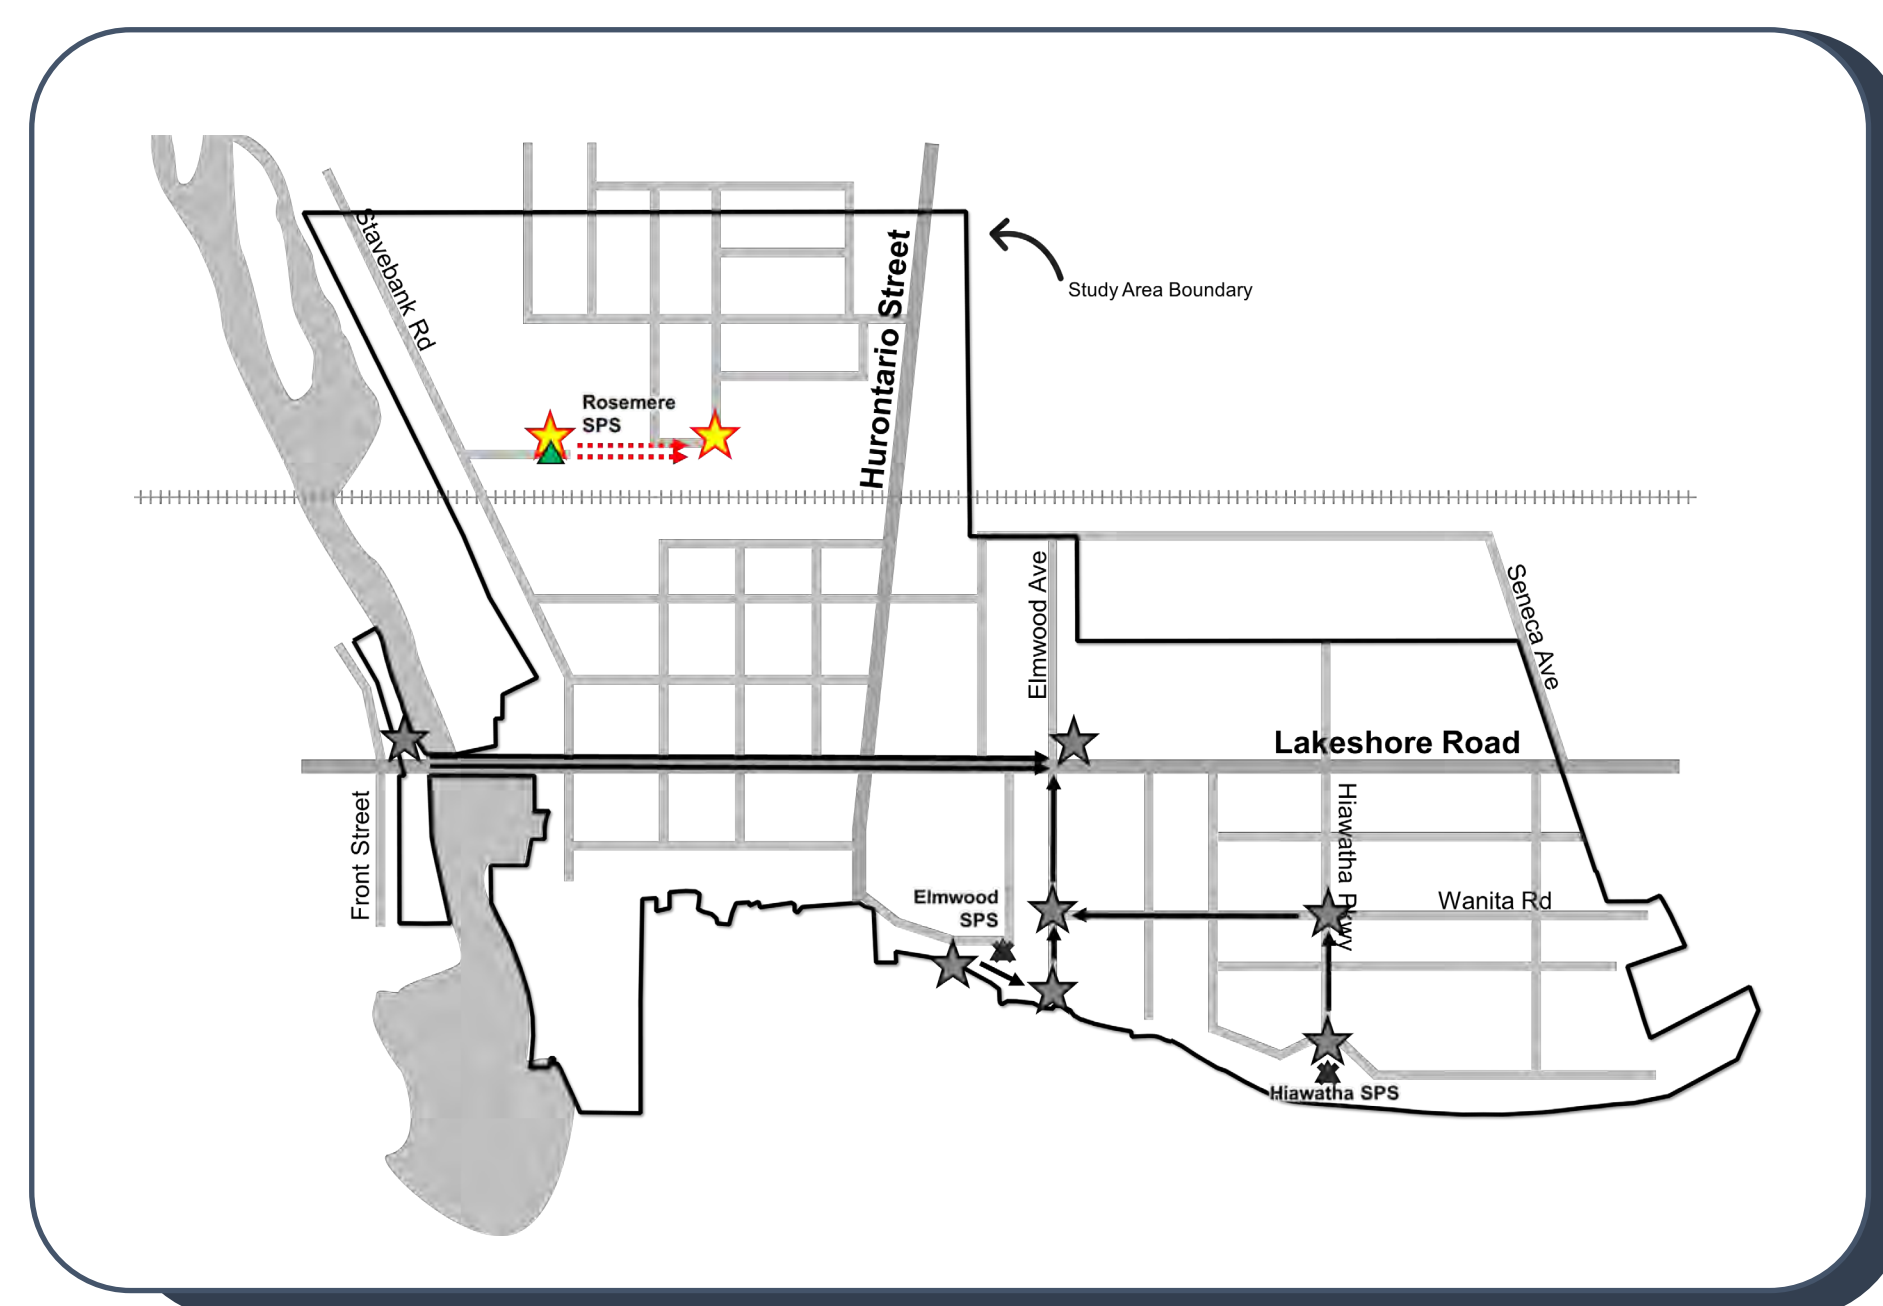 Stavebank Rd
Hurontario Street
Study Area Boundary
Rosemere
SPS
Elmwood Ave
Seneca Ave
Lakeshore Road
Front Street
Hiawatha Pkwy
Elmwood
SPS
Wanita Rd
Hiawatha SPS